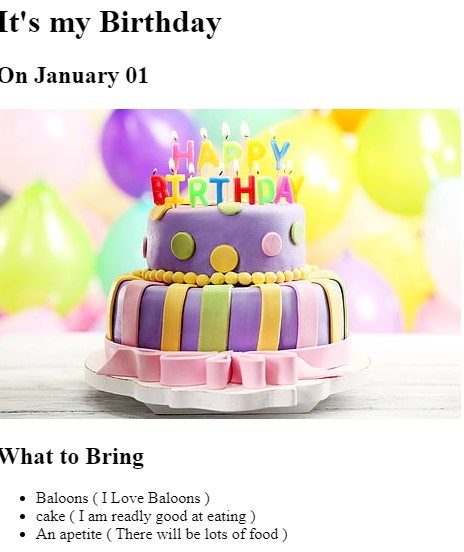 It's my Birthday
On January 01
HAPPY
BIRTHDAY
What to Bring
Baloons ( I Love Baloons )
cake ( I am readly good at eating )
An apetite ( There will be lots of food )